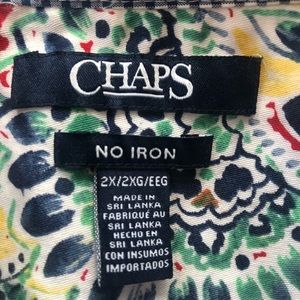 CHAPS
NO IRON
2X/2XG/EEG
MADE IN
SRI LANKA
FABRIQUÉ AU
SRI LANKA
HECHO EN
SRI LANKA
CON INSUMOS
IMPORTADOS